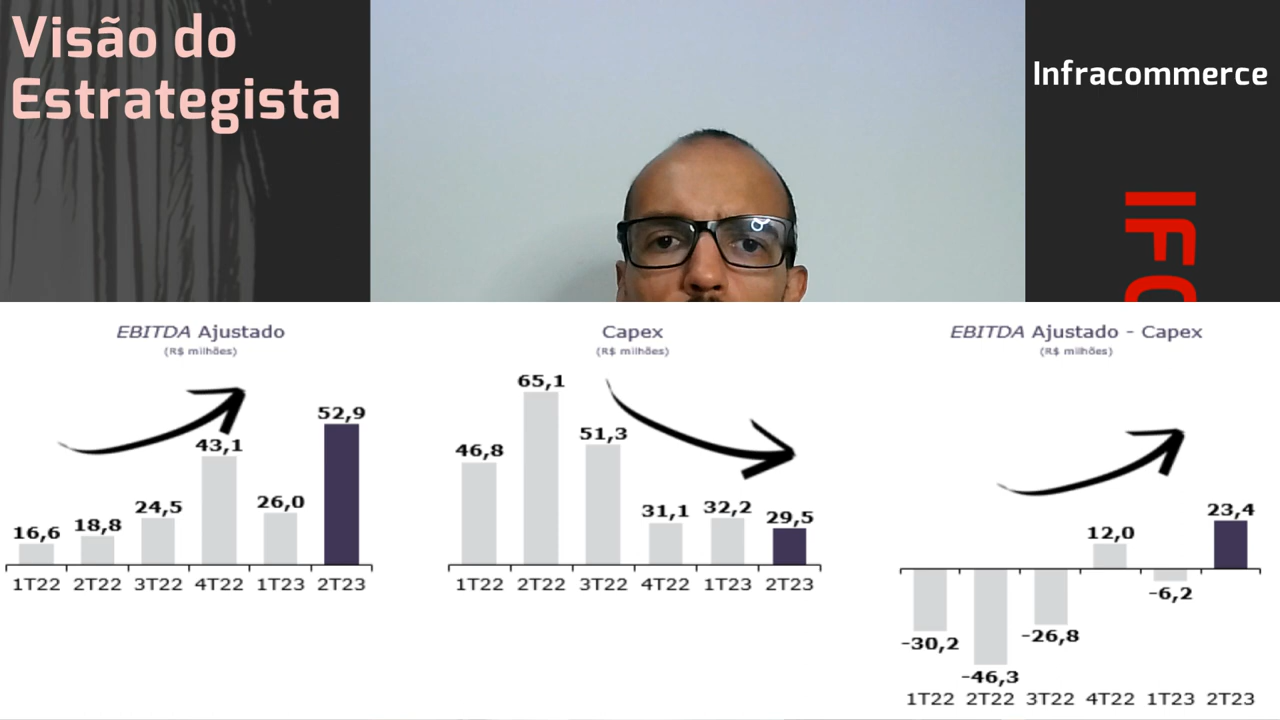 Visão do
Estrategista
Infracommerce
IFC
EBITDA Ajustado
(R$ milhões)
16,6
18,8
24,5
43,1
26,0
52,9
1T22 2T22 3T22 4T22 1T23 2T23
Capex
(R$ milhões)
46,8
65,1
51,3
31,1
32,2
29,5
1T22 2T22 3T22 4T22 1T23 2T23
EBITDA Ajustado - Capex
(R$ milhões)
-30,2
-46,3
-26,8
12,0
-6,2
23,4
1T22 2T22 3T22 4T22 1T23 2T23